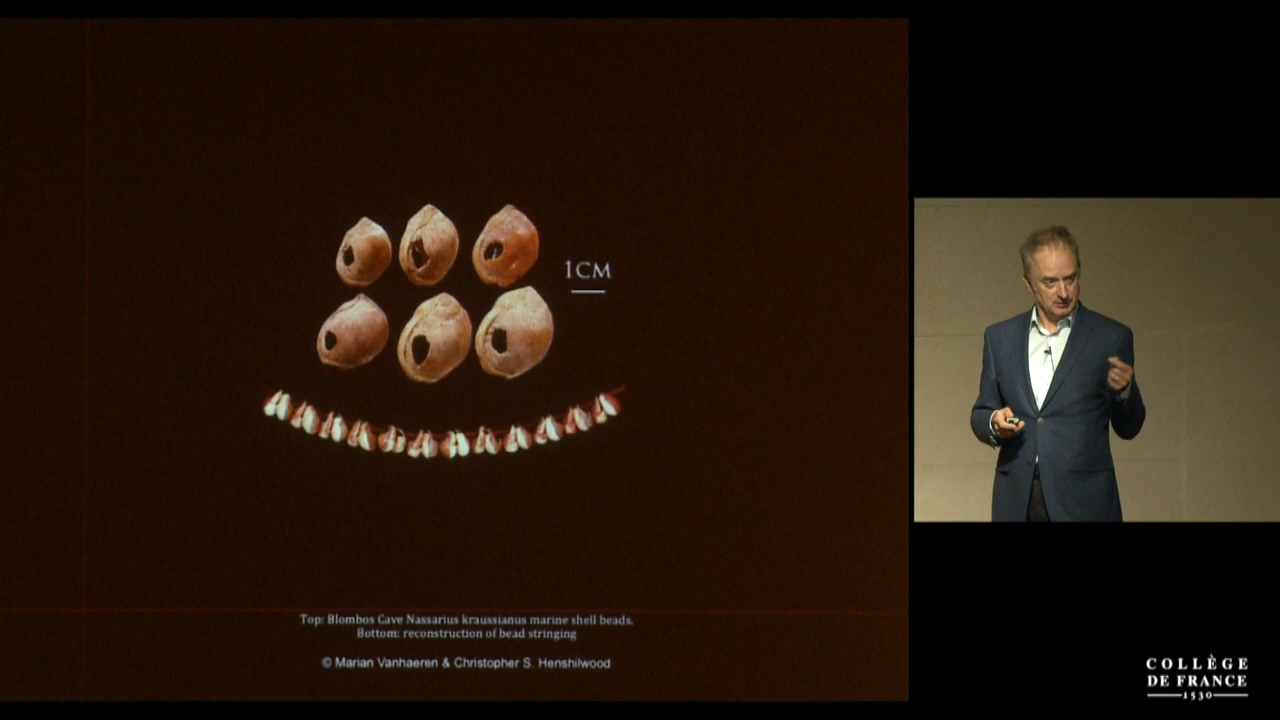 1CM
Top: Blombos Cave Nassarius kraussianus marine shell beads.
Bottom: reconstruction of bead stringing
© Marian Vanhaeren & Christopher S. Henshilwood
COLLÈGE
DE FRANCE
1530